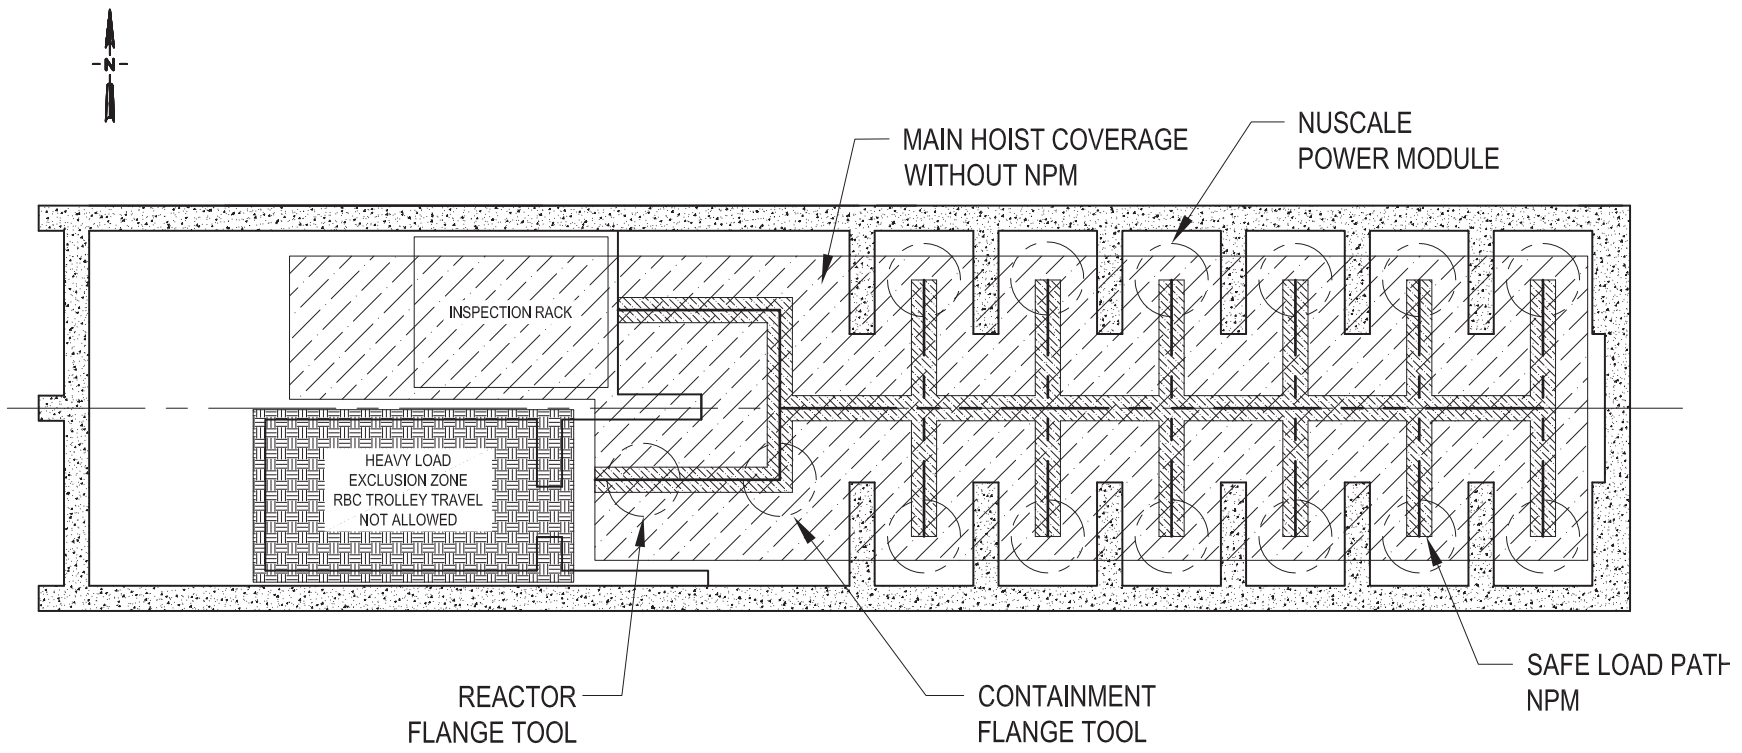 N
MAIN HOIST COVERAGE
WITHOUT NPM
NUSCALE
POWER MODULE
INSPECTION RACK
HEAVY LOAD
EXCLUSION ZONE
RBC TROLLEY TRAVEL
NOT ALLOWED
REACTOR
FLANGE TOOL
CONTAINMENT
FLANGE TOOL
SAFE LOAD PATH
NPM